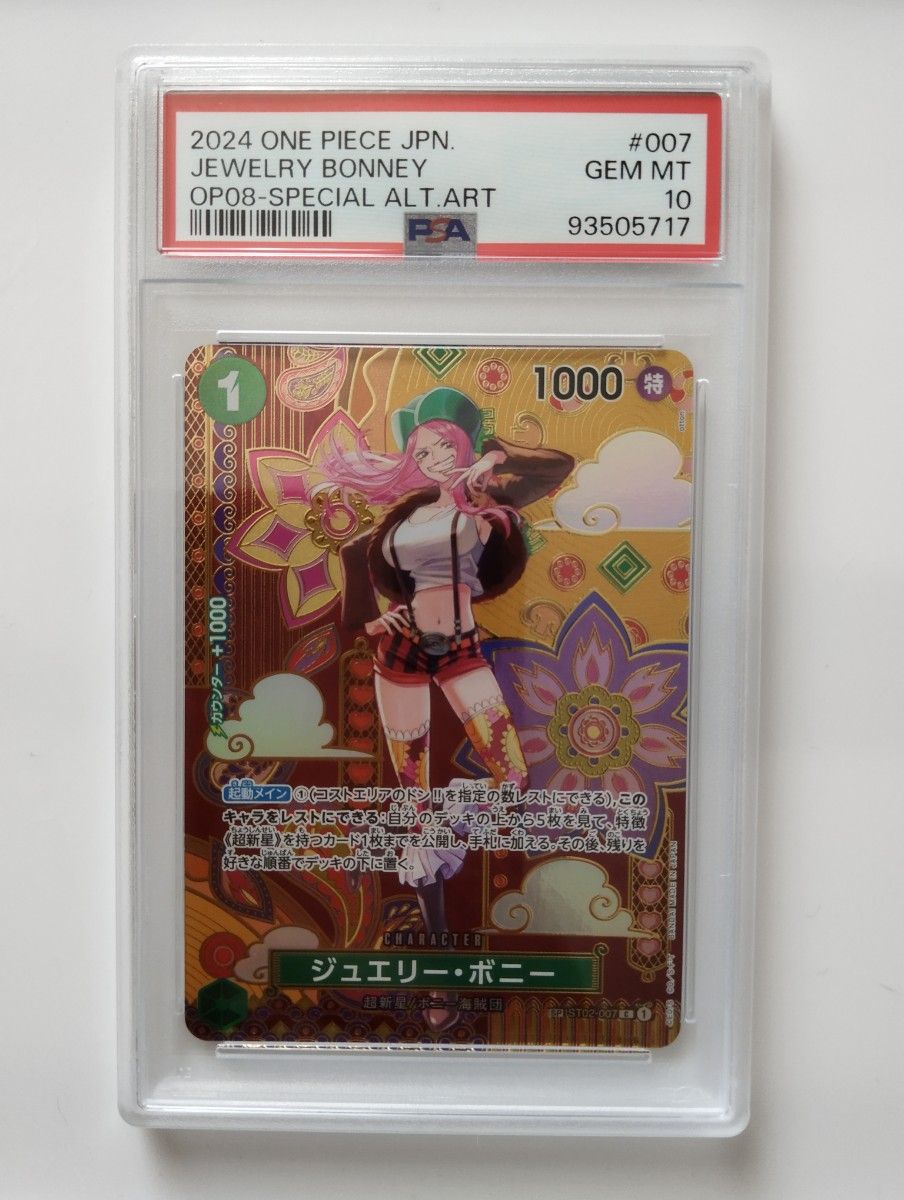 2024 ONE PIECE JPN. #007
JEWELRY BONNEY GEM MT
OP08-SPECIAL ALT.ART 10
PSA 93505717
1
1000 特
カウンター +1000
起動メイン ①(コストエリアのドン!!を指定の数レストにできる),この
キャラをレストにできる:自分のデッキの上から5枚を見て、特徴
《超新星》を持つカード1枚までを公開し、手札に加える。その後、残りを
好きな順番でデッキの下に置く。
BANDAI MADE IN JAPAN
CHARACTER
ジュエリー・ボニー
超新星/ボニー海賊団
SP ST02-007 C 1